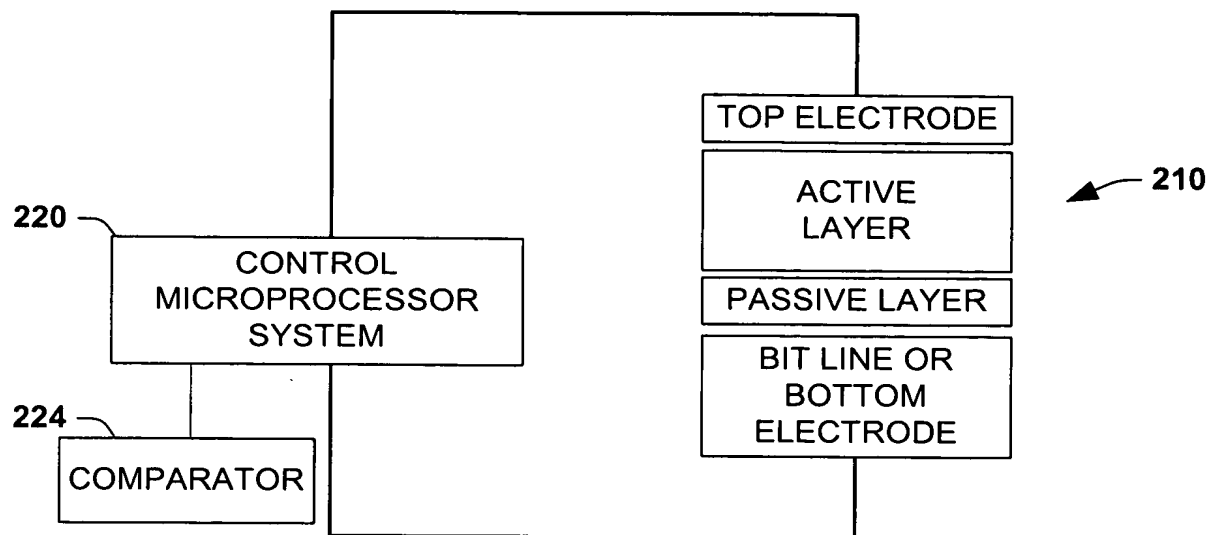 TOP ELECTRODE
ACTIVE
LAYER
210
220
CONTROL
MICROPROCESSOR
SYSTEM
PASSIVE LAYER
BIT LINE OR
BOTTOM
ELECTRODE
224
COMPARATOR